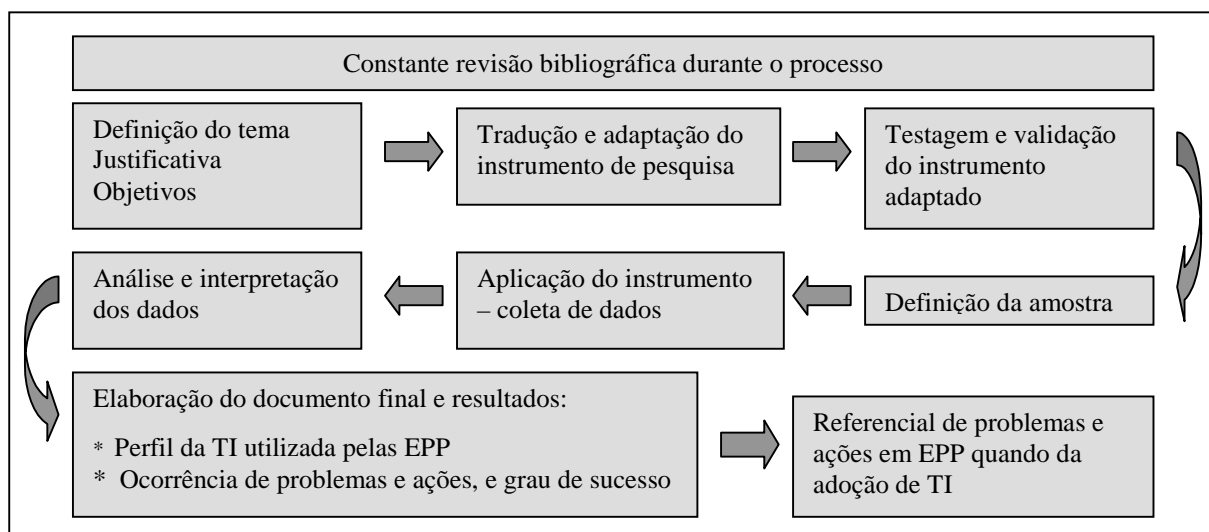 Constante revisão bibliográfica durante o processo
Definição do tema
Justificativa
Objetivos
Tradução e adaptação do
instrumento de pesquisa
Testagem e validação
do instrumento
adaptado
Definição da amostra
Aplicação do instrumento
– coleta de dados
Análise e interpretação
dos dados
Elaboração do documento final e resultados:
* Perfil da TI utilizada pelas EPP
* Ocorrência de problemas e ações, e grau de sucesso
Referencial de problemas e
ações em EPP quando da
adoção de TI